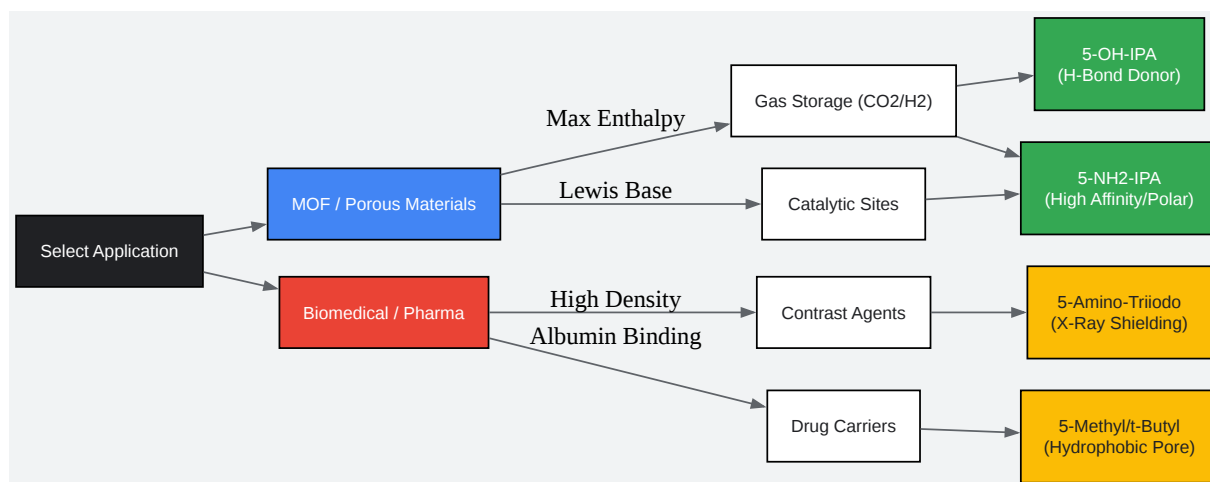 Select Application
MOF / Porous Materials
Biomedical / Pharma
Max Enthalpy
Lewis Base
High Density
Albumin Binding
Gas Storage (CO2/H2)
Catalytic Sites
Contrast Agents
Drug Carriers
5-OH-IPA
(H-Bond Donor)
5-NH2-IPA
(High Affinity/Polar)
5-Amino-Triiodo
(X-Ray Shielding)
5-Methyl/t-Butyl
(Hydrophobic Pore)